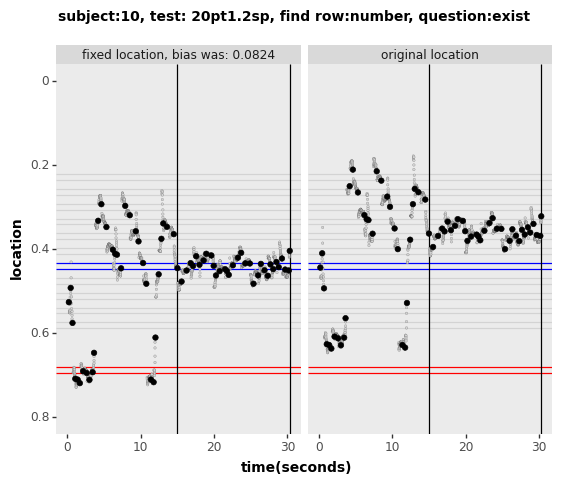 subject:10, test: 20pt1.2sp, find row:number, question:exist
fixed location, bias was: 0.0824
original location
location
0
0.2
0.4
0.6
0.8
0
10
20
30
0
10
20
30
time(seconds)